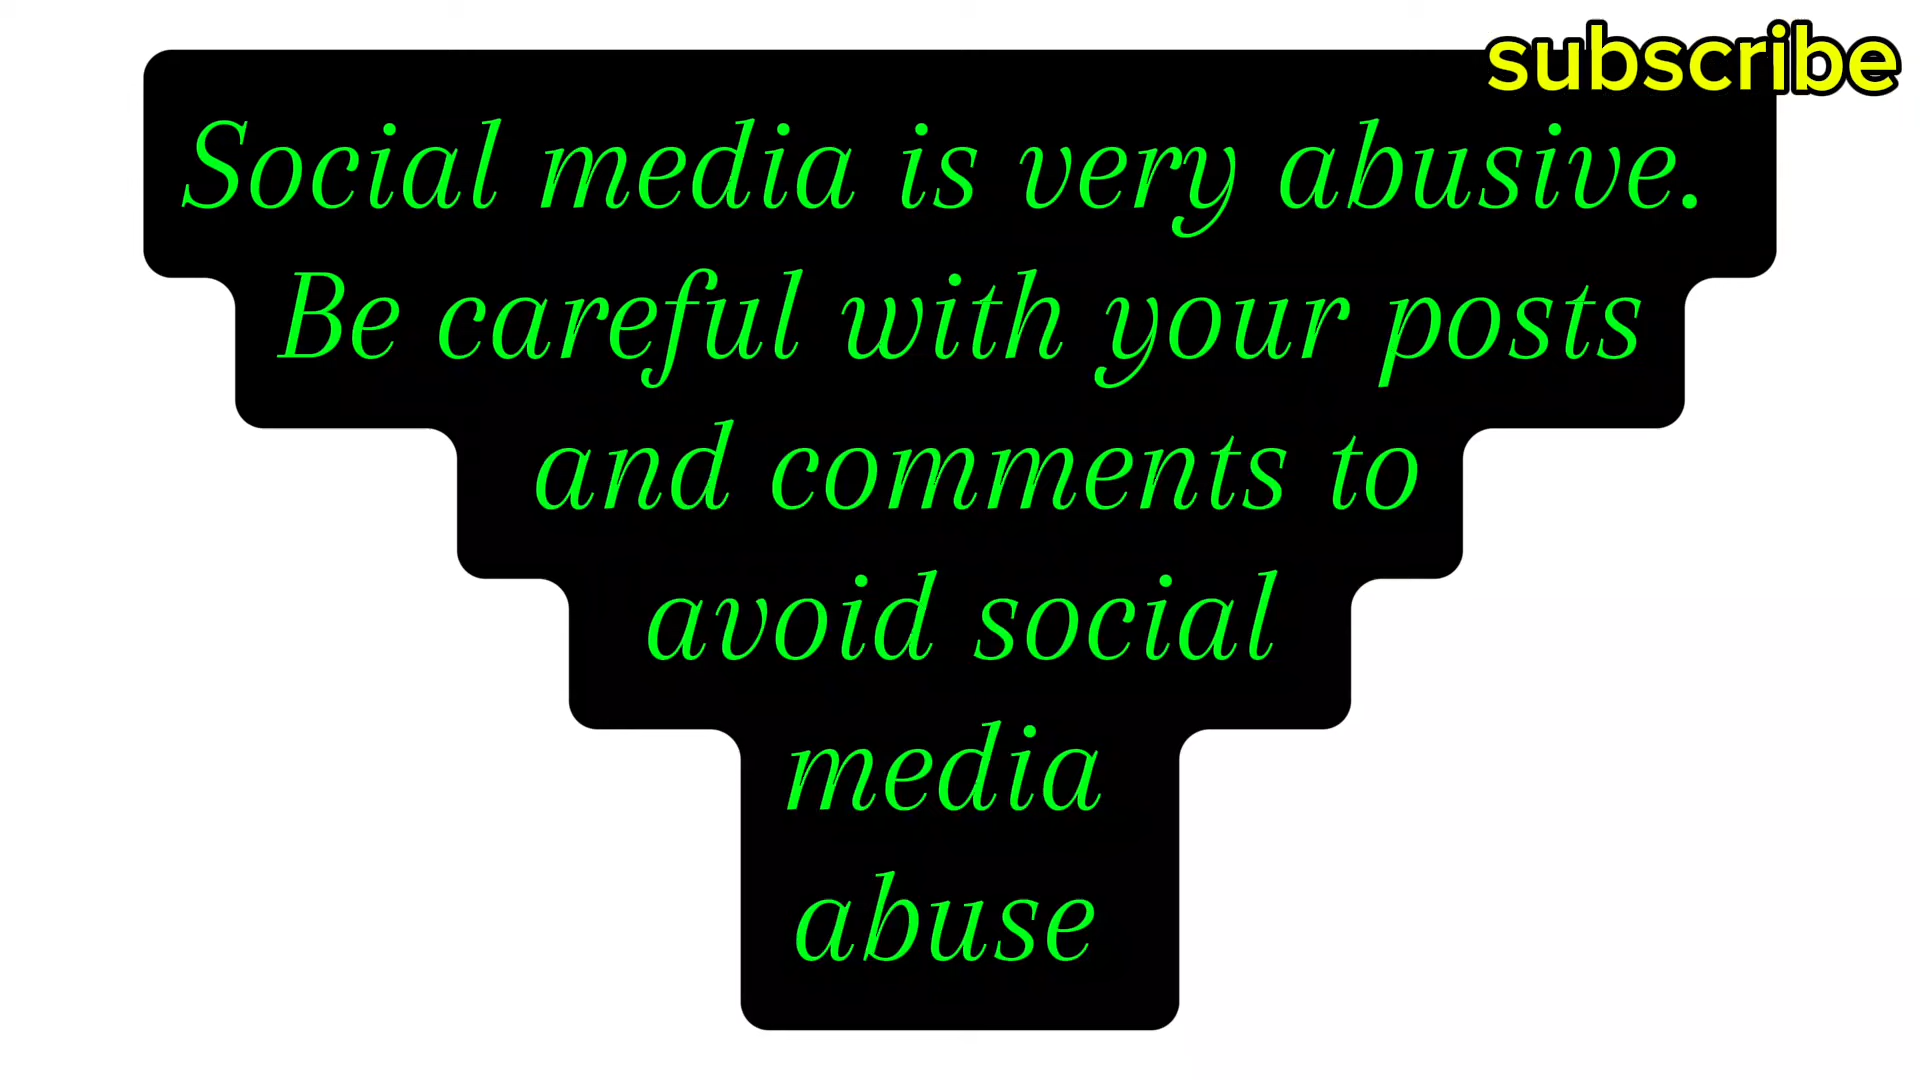 subscribe
Social media is very abusive.
Be careful with your posts
and comments to
avoid social
media
abuse